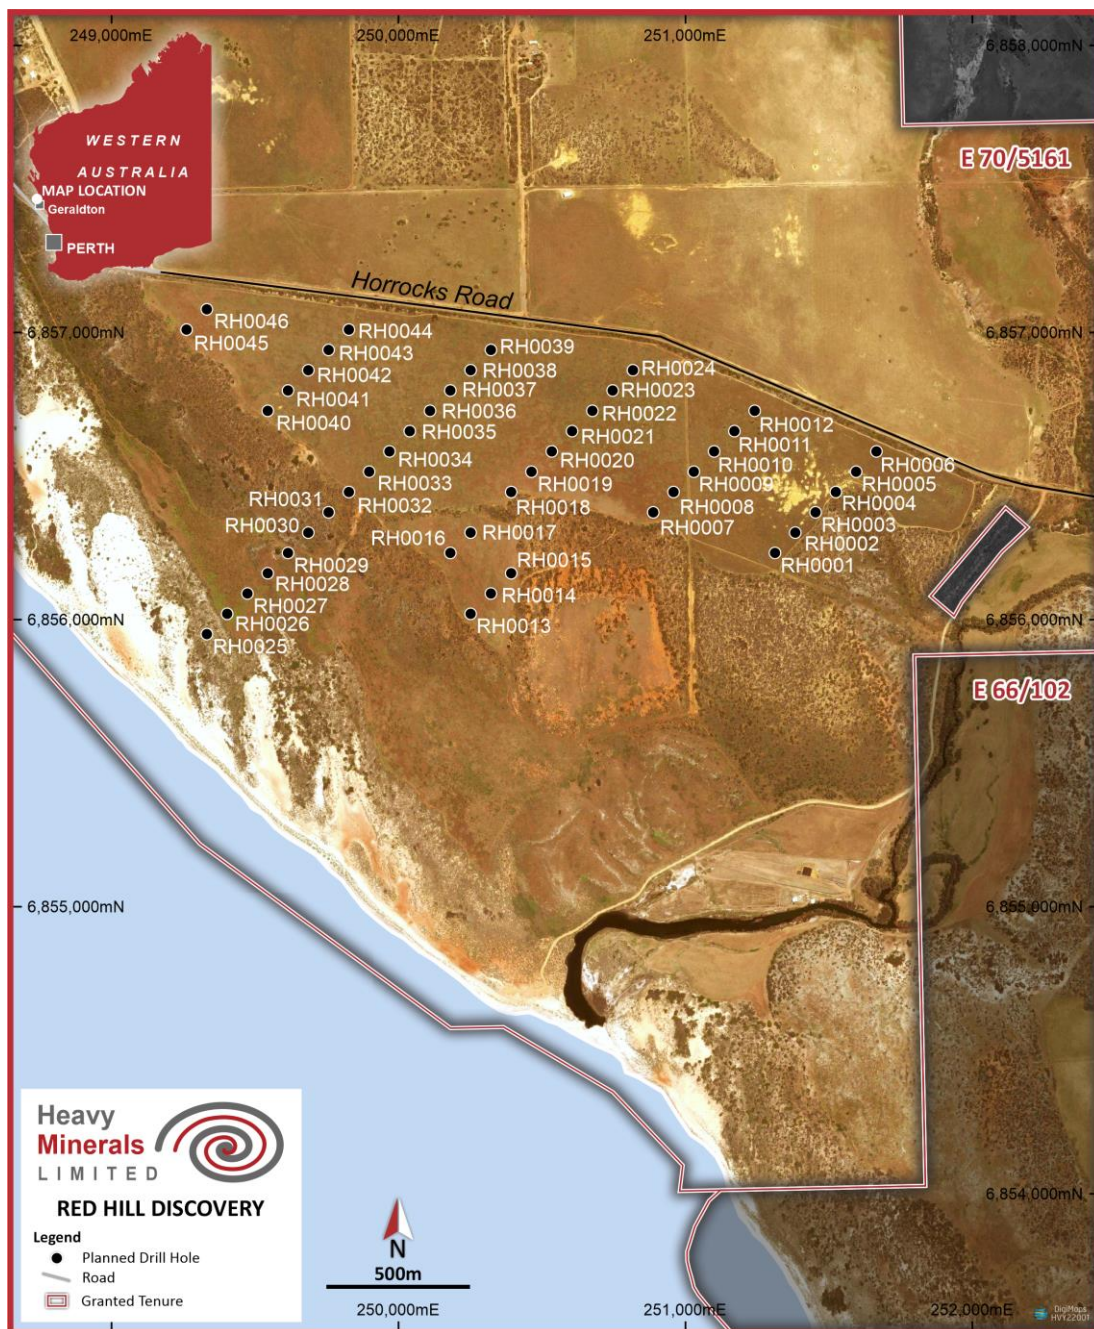 249,000mE
250,000mE
251,000mE
6,858,000mN
E 70/5161
WESTERN
AUSTRALIA
MAP LOCATION
Geraldton
PERTH
Horrocks Road
6,857,000mN
6,857,000mN
RH0046
RH0045
RH0044
RH0043
RH0042
RH0041
RH0040
RH0039
RH0038
RH0037
RH0036
RH0035
RH0034
RH0033
RH0032
RH0031
RH0030
RH0029
RH0028
RH0027
RH0026
RH0025
RH0024
RH0023
RH0022
RH0021
RH0020
RH0019
RH0018
RH0017
RH0016
RH0015
RH0014
RH0013
RH0012
RH0011
RH0010
RH0009
RH0008
RH0007
RH0006
RH0005
RH0004
RH0003
RH0002
RH0001
6,856,000mN
6,856,000mN
E 66/102
6,855,000mN
6,855,000mN
6,854,000mN
Heavy
Minerals
LIMITED
RED HILL DISCOVERY
Legend
Planned Drill Hole
Road
Granted Tenure
N
500m
250,000mE
251,000mE
252,000mE
DigiMaps
HVY22001